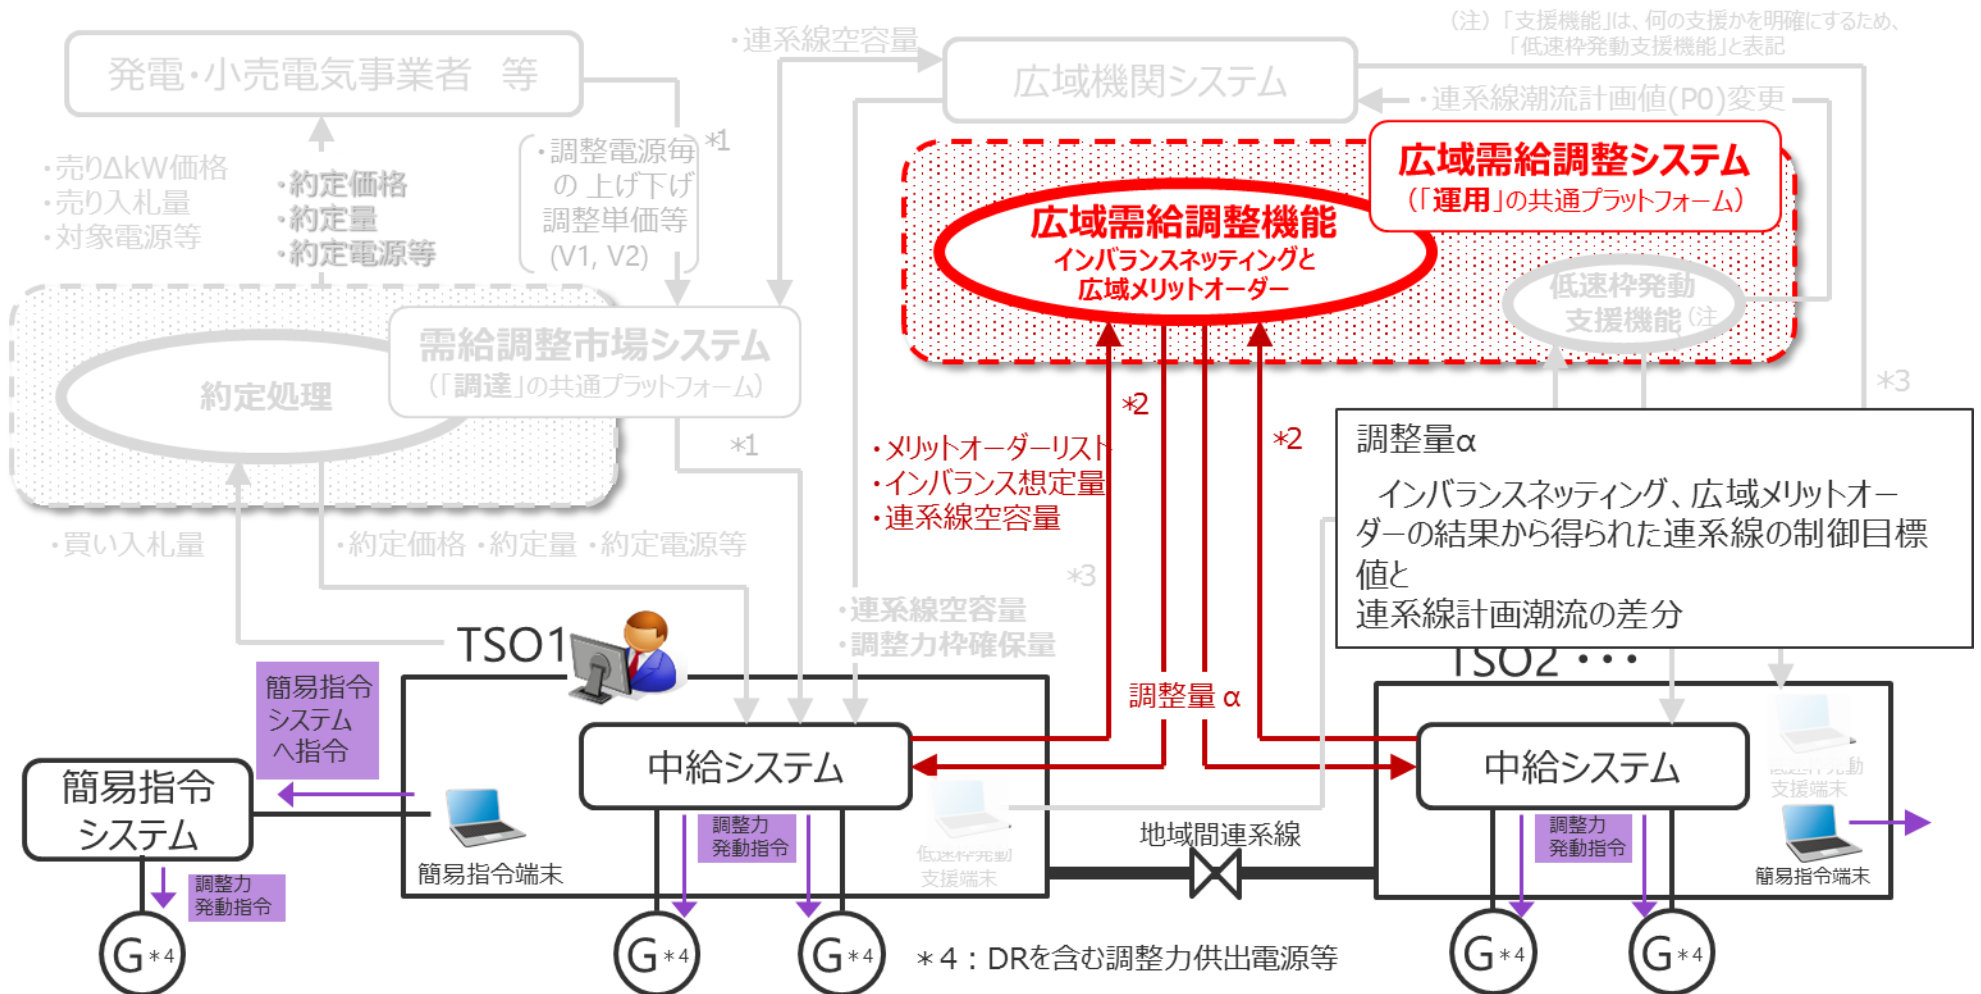 (注)「支援機能」は、何の支援かを明確にするため、
「低速枠発動支援機能」と表記
発電・小売電気事業者 等
・連系線空容量
広域機関システム
・連系線潮流計画値(P0)変更
・売りΔkW価格
・売り入札量
・対象電源等
・約定価格
・約定量
・約定電源等
*1
・調整電源毎
の 上げ下げ
調整単価等
(V1, V2)
広域需給調整システム
(「運用」の共通プラットフォーム)
広域需給調整機能
インバランスネッティングと
広域メリットオーダー
低速枠発動
支援機能(注
需給調整市場システム
(「調達」の共通プラットフォーム)
約定処理
*1
*2
*2
*3
・メリットオーダーリスト
・インバランス想定量
・連系線空容量
調整量α
インバランスネッティング、広域メリットオー
ダーの結果から得られた連系線の制御目標
値と
連系線計画潮流の差分
・買い入札量
・約定価格 ・約定量 ・約定電源等
*3
・連系線空容量
・調整力枠確保量
TSO1
TSO2 ・・・
簡易指令
システム
へ指令
調整量 α
中給システム
中給システム
簡易指令
システム
簡易指令端末
調整力
発動指令
低速枠発動
支援端末
地域間連系線
調整力
発動指令
低速枠発動
支援端末
簡易指令端末
調整力
発動指令
G*4
G*4
G*4
*4：DRを含む調整力供出電源等
G*4
G*4